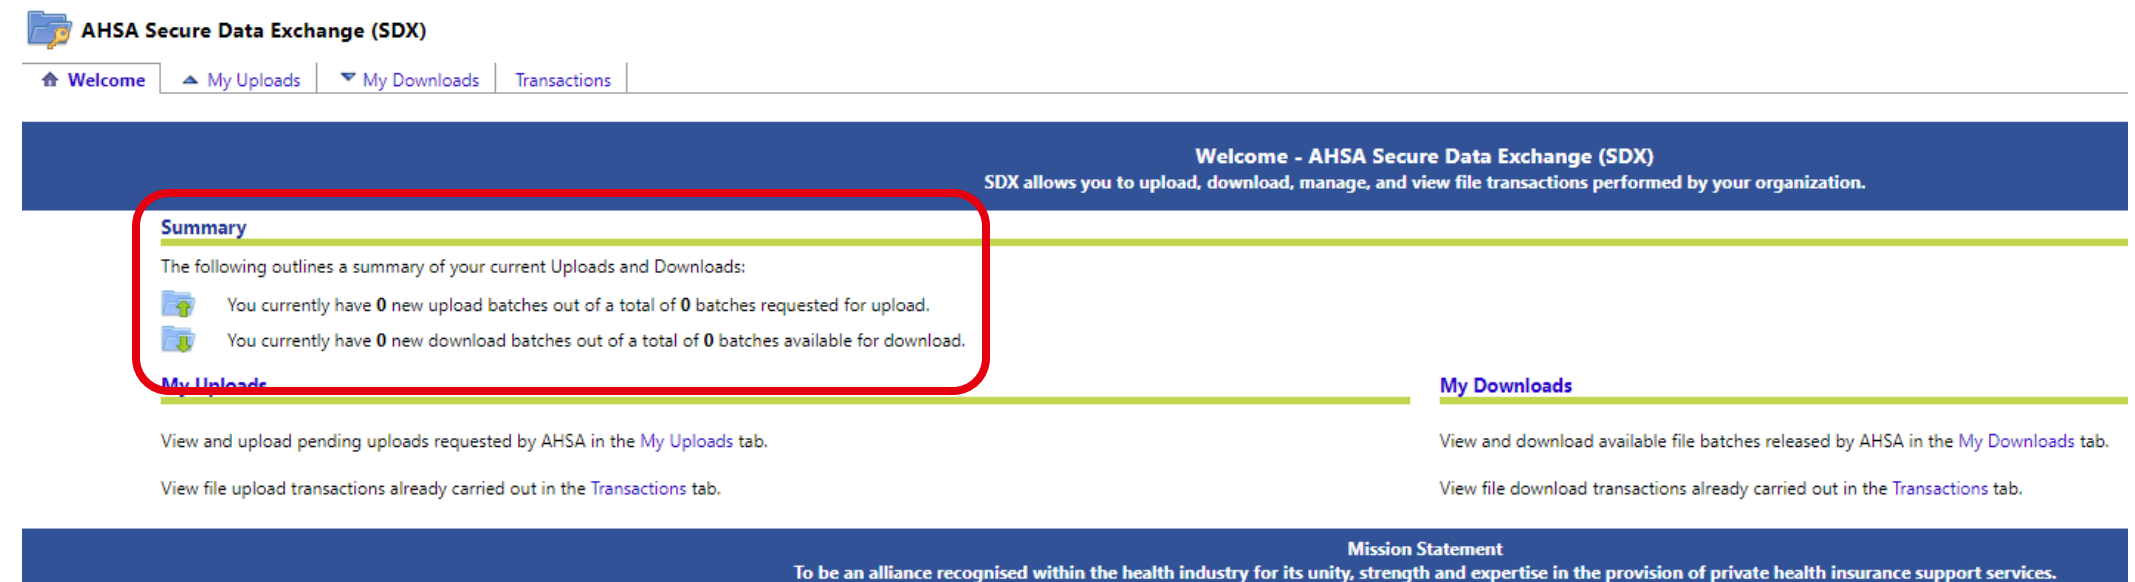 AHSA Secure Data Exchange (SDX)
Welcome
My Uploads
My Downloads
Transactions
Welcome - AHSA Secure Data Exchange (SDX)
SDX allows you to upload, download, manage, and view file transactions performed by your organization.
Summary
The following outlines a summary of your current Uploads and Downloads:
You currently have 0 new upload batches out of a total of 0 batches requested for upload.
You currently have 0 new download batches out of a total of 0 batches available for download.
My Uploads
View and upload pending uploads requested by AHSA in the My Uploads tab.
View file upload transactions already carried out in the Transactions tab.
My Downloads
View and download available file batches released by AHSA in the My Downloads tab.
View file download transactions already carried out in the Transactions tab.
Mission Statement
To be an alliance recognised within the health industry for its unity, strength and expertise in the provision of private health insurance support services.